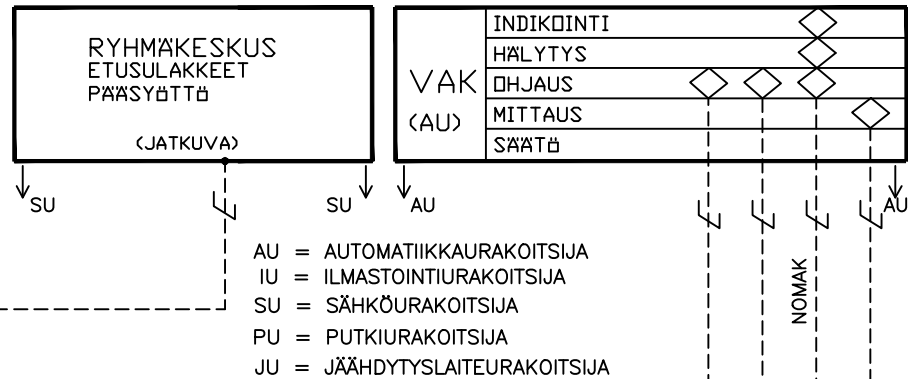 RYHMÄKESKUS
ETUSULAKKEET
PÄÄSYÖTTÖ
(JATKUVA)
SU
SU
VAK
(AU)
INDIKOINTI
HÄLYTYS
OHJAUS
MITTAUS
SÄÄTÖ
AU
AU
NOMAK
AU = AUTOMATIIKKAURAKOITSIJA
IU = ILMASTOINTIURAKOITSIJA
SU = SÄHKÖURAKOITSIJA
PU = PUTKIURAKOITSIJA
JU = JÄÄHDYTYSLAITEURAKOITSIJA